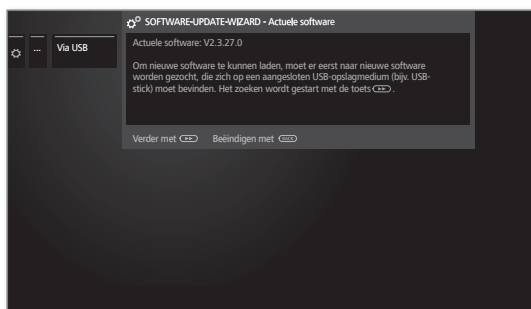 SOFTWARE-UPDATE-WIZARD - Actuele software
... Via USB
Actuele software: V2.3.27.0
Om nieuwe software te kunnen laden, moet er eerst naar nieuwe software
worden gezocht, die zich op een aangesloten USB-opslagmedium (bijv. USB-
stick) moet bevinden. Het zoeken wordt gestart met de toets.
Verder met Beëindigen met BACK